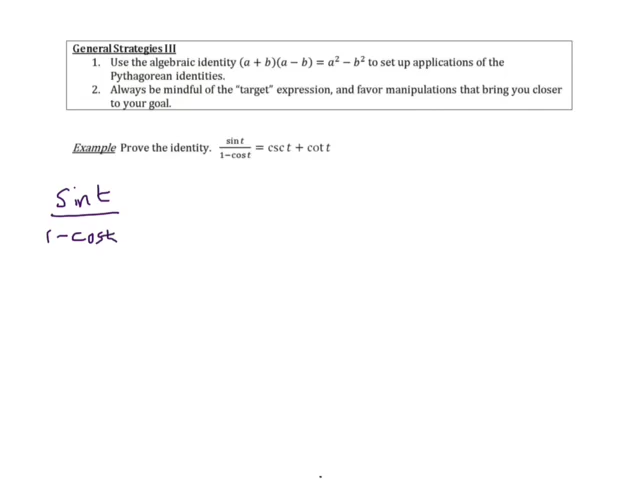 General Strategies III
1. Use the algebraic identity (a + b)(a − b) = a² − b² to set up applications of the
Pythagorean identities.
2. Always be mindful of the "target" expression, and favor manipulations that bring you closer
to your goal.
Example Prove the identity. sin t / 1−cos t = csc t + cot t
sin t
1 − cos t